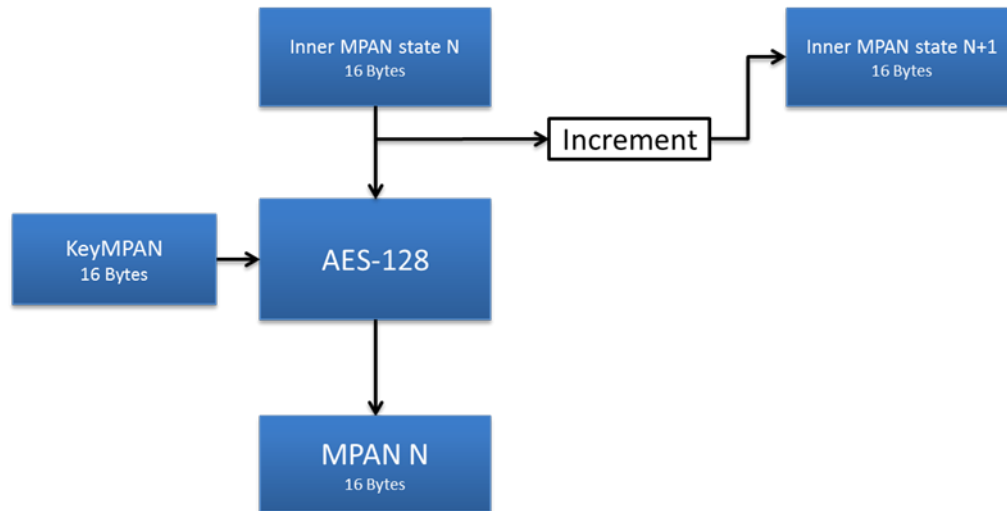 Inner MPAN state N
16 Bytes
Inner MPAN state N+1
16 Bytes
Increment
KeyMPAN
16 Bytes
AES-128
MPAN N
16 Bytes